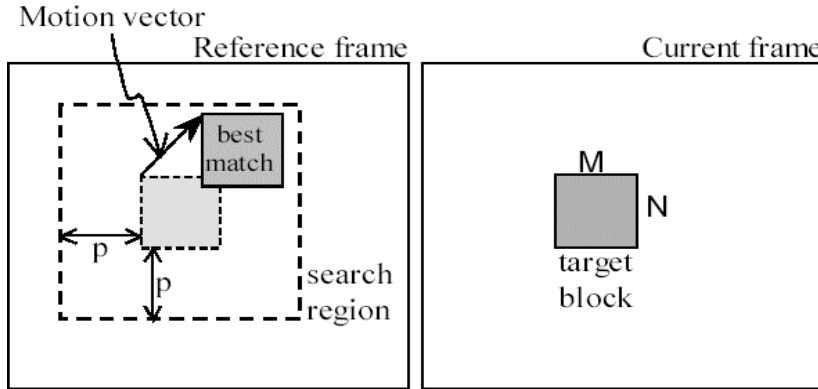 Motion vector
Reference frame
Current frame
best
match
M
N
p
p
search
region
target
block